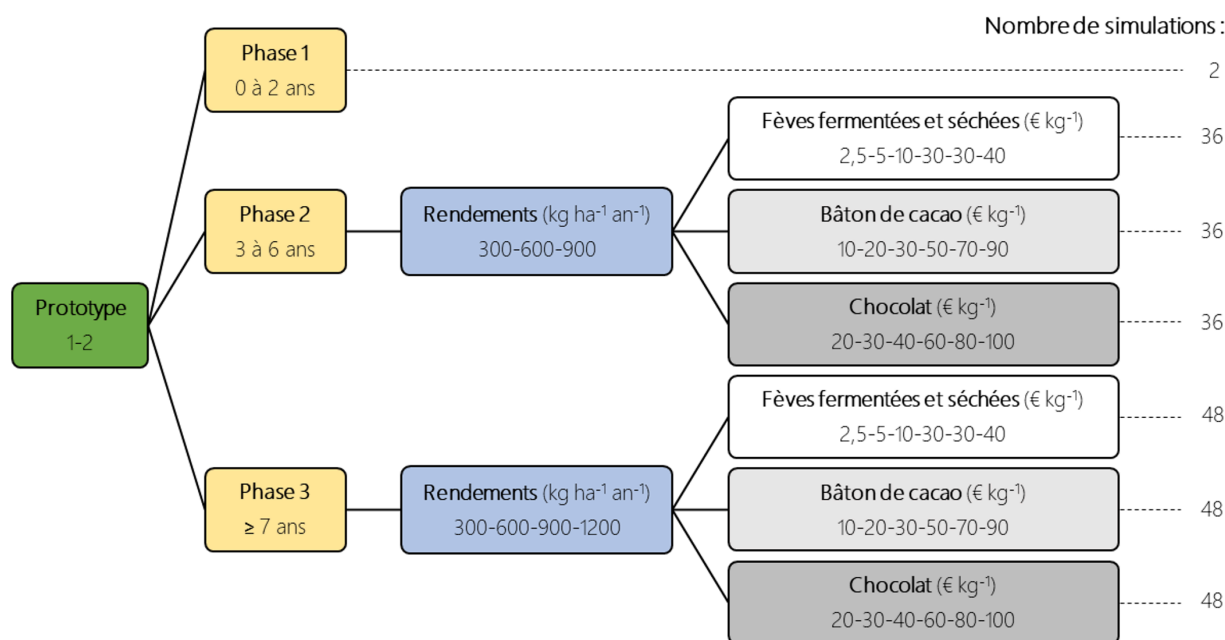 Nombre de simulations :
Phase 1
0 à 2 ans
2
Fèves fermentées et séchées (€ kg⁻¹)
2,5-5-10-30-30-40
36
Phase 2
3 à 6 ans
Rendements (kg ha⁻¹ an⁻¹)
300-600-900
Bâton de cacao (€ kg⁻¹)
10-20-30-50-70-90
36
Prototype
1-2
Chocolat (€ kg⁻¹)
20-30-40-60-80-100
36
Fèves fermentées et séchées (€ kg⁻¹)
2,5-5-10-30-30-40
48
Phase 3
≥ 7 ans
Rendements (kg ha⁻¹ an⁻¹)
300-600-900-1200
Bâton de cacao (€ kg⁻¹)
10-20-30-50-70-90
48
Chocolat (€ kg⁻¹)
20-30-40-60-80-100
48